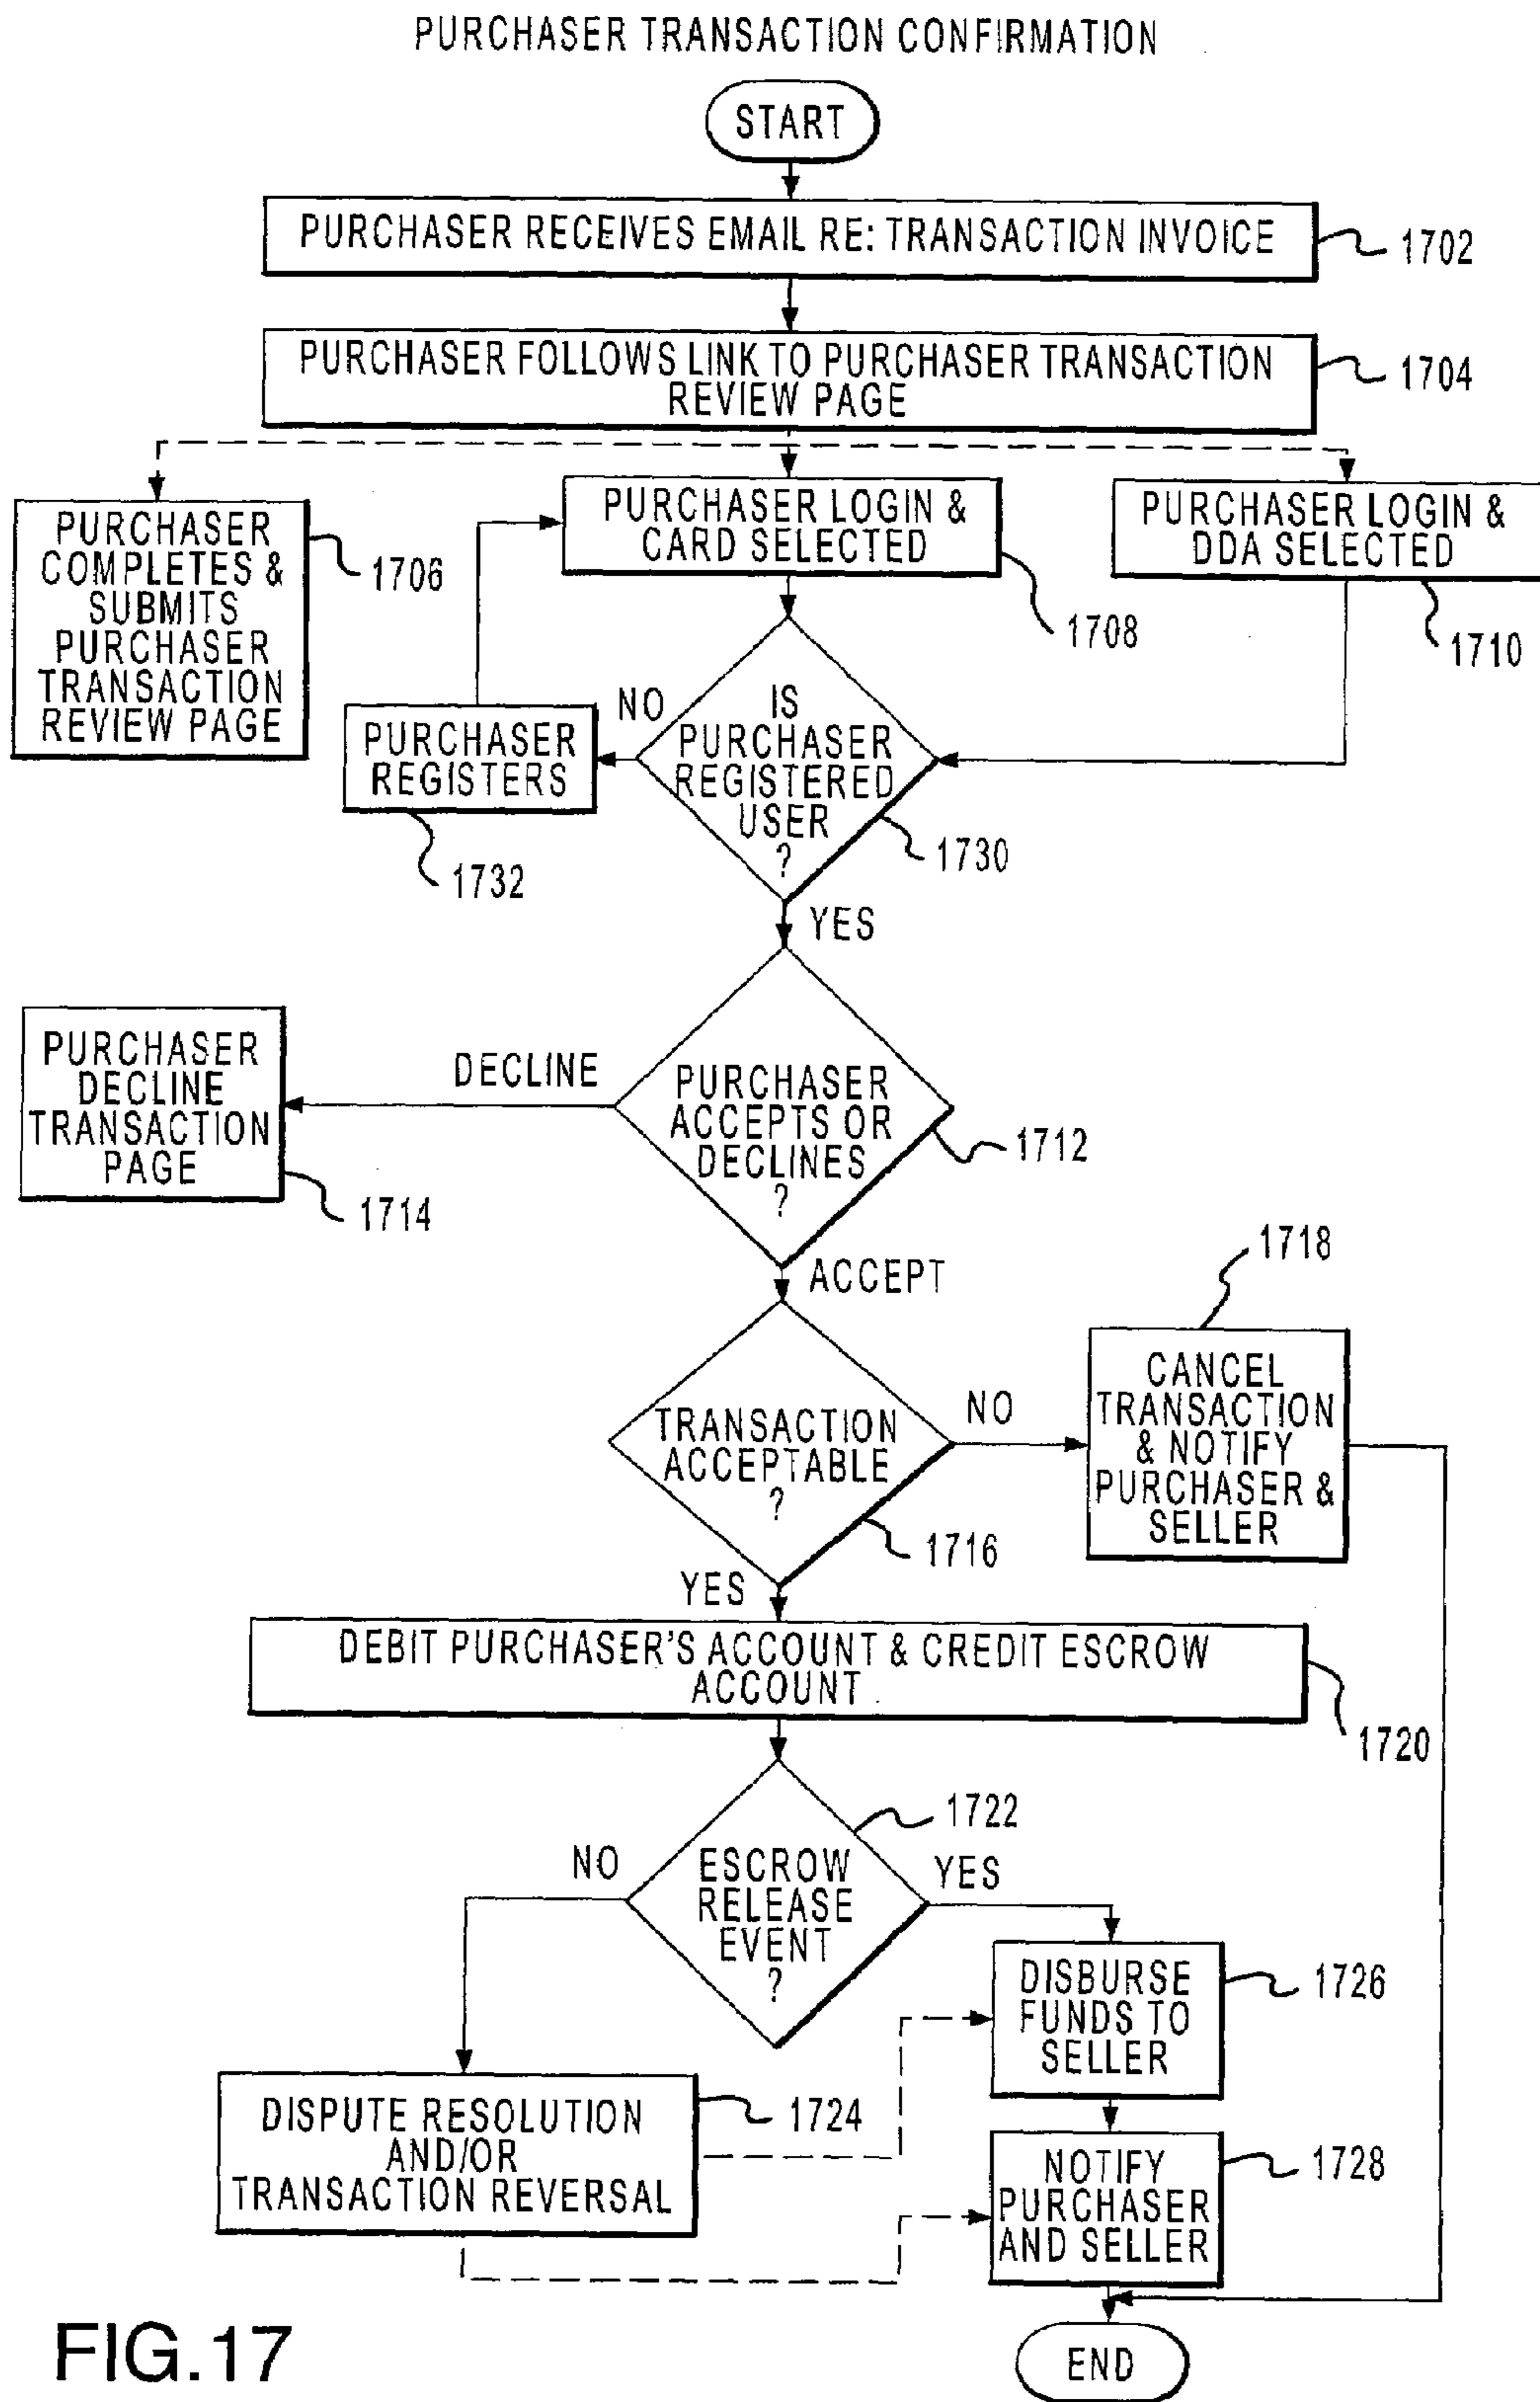 PURCHASER TRANSACTION CONFIRMATION
START
PURCHASER RECEIVES EMAIL RE: TRANSACTION INVOICE
1702
PURCHASER FOLLOWS LINK TO PURCHASER TRANSACTION
REVIEW PAGE
1704
PURCHASER
COMPLETES &
SUBMITS
PURCHASER
TRANSACTION
REVIEW PAGE
1706
PURCHASER LOGIN &
CARD SELECTED
1708
PURCHASER LOGIN &
DDA SELECTED
1710
NO
IS
PURCHASER
REGISTERED
USER
?
1730
PURCHASER
REGISTERS
1732
YES
PURCHASER
DECLINE
TRANSACTION
PAGE
1714
DECLINE
PURCHASER
ACCEPTS OR
DECLINES
?
1712
ACCEPT
TRANSACTION
ACCEPTABLE
?
1716
NO
1718
CANCEL
TRANSACTION
& NOTIFY
PURCHASER &
SELLER
YES
DEBIT PURCHASER'S ACCOUNT & CREDIT ESCROW
ACCOUNT
1720
1722
NO
ESCROW
RELEASE
EVENT
?
YES
DISBURSE
FUNDS TO
SELLER
1726
DISPUTE RESOLUTION
AND/OR
TRANSACTION REVERSAL
1724
NOTIFY
PURCHASER
AND SELLER
1728
END
FIG.17